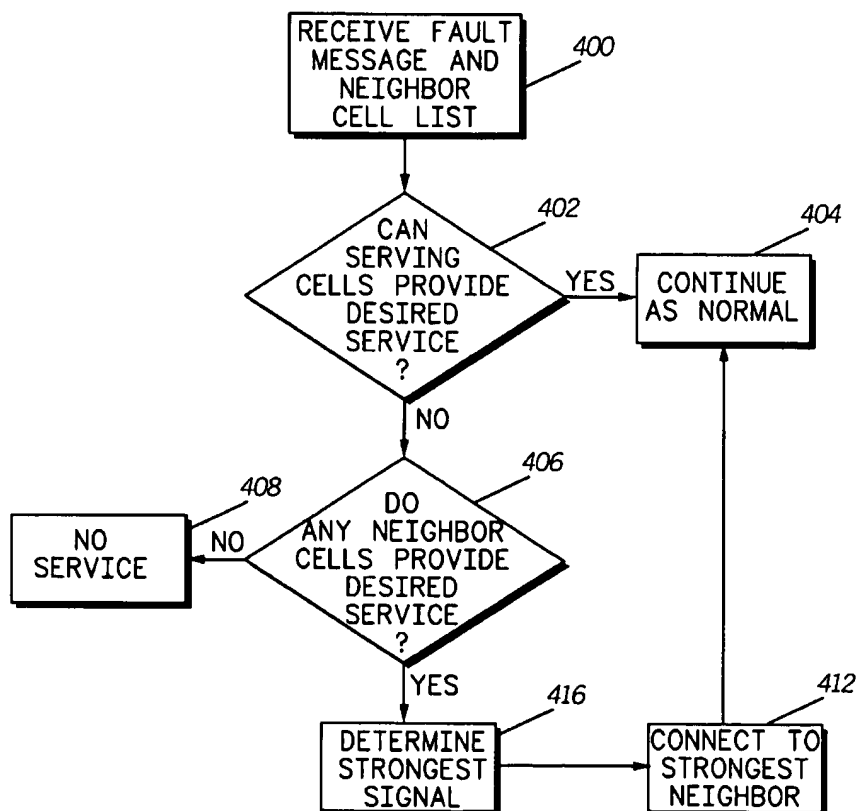 RECEIVE FAULT
MESSAGE AND
NEIGHBOR
CELL LIST
400
CAN
SERVING
CELLS PROVIDE
DESIRED
SERVICE
?
402
YES
404
CONTINUE
AS NORMAL
NO
DO
ANY NEIGHBOR
CELLS PROVIDE
DESIRED
SERVICE
?
406
NO
408
NO
SERVICE
YES
DETERMINE
STRONGEST
SIGNAL
416
CONNECT TO
STRONGEST
NEIGHBOR
412